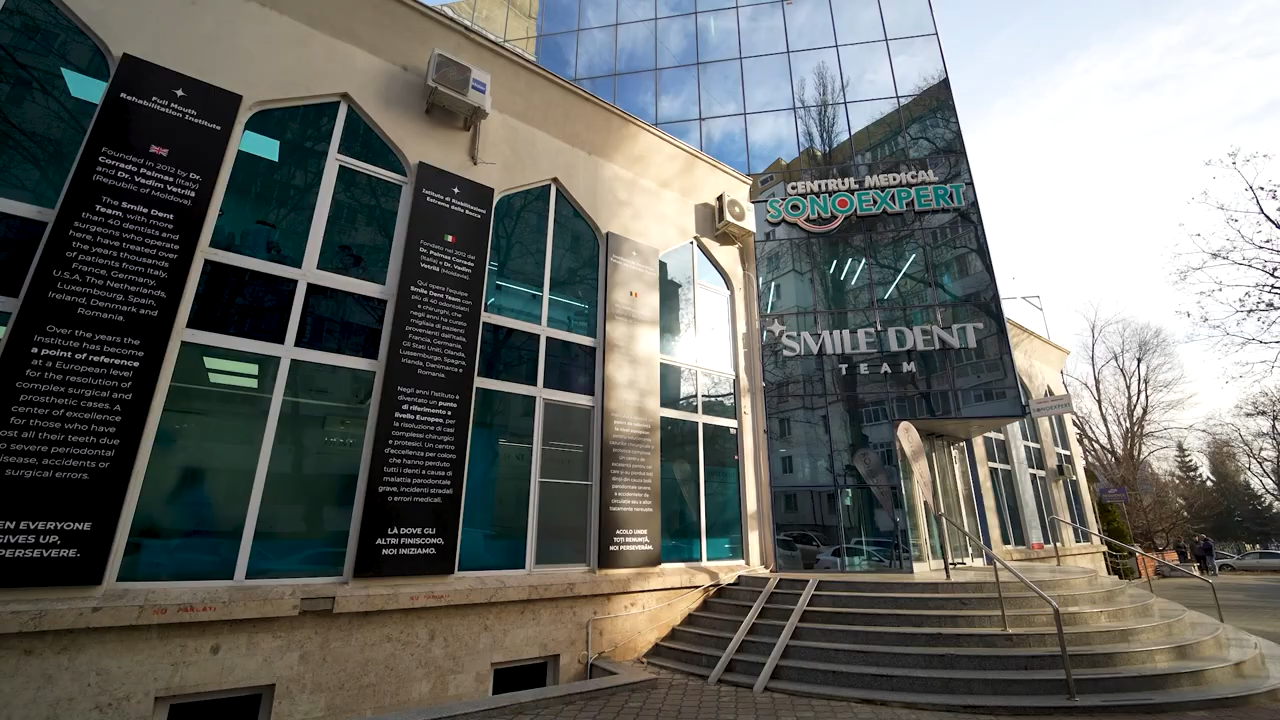 Full Mouth
Rehabilitation Institute
Founded in 2012 by Dr.
Corrado Palmas (Italy)
and Dr. Vadim Vetrilă
(Republic of Moldova).
The Smile Dent
Team, with more
than 40 dentists and
surgeons who operate
here, have treated over
the years thousands
of patients from Italy,
France, Germany,
U.S.A, The Netherlands,
Luxembourg, Spain,
Ireland, Denmark and
Romania.
Over the years the
Institute has become
a point of reference
at a European level
for the resolution of
complex surgical and
prosthetic cases. A
center of excellence
for those who have
ost all their teeth due
o severe periodontal
isease, accidents or
surgical errors.
EN EVERYONE
GIVES UP,
PERSEVERE.
Istituto di Riabilitazioni
Estreme della Bocca
Fondato nel 2012 dal
Dr. Palmas Corrado
(Italia) e Dr. Vadim
Vetrilă (Moldavia).
Qui opera l'equipe
Smile Dent Team con
più di 40 odontoiatri
e chirurghi, che
negli anni ha curato
migliaia di pazienti
provenienti dall'Italia,
Francia, Germania,
Gli Stati Uniti, Olanda,
Lussemburgo, Spagna,
Irlanda, Danimarca e
Romania.
Negli anni l'Istituto è
diventato un punto
di riferimento a
livello Europeo, per
la risoluzione di casi
complessi chirurgici
e protesici. Un centro
d'eccellenza per coloro
che hanno perduto
tutti i denti a causa di
malattia parodontale
grave, incidenti stradali
o errori medicali.
LÀ DOVE GLI
ALTRI FINISCONO,
NOI INIZIAMO.
ACOLO UNDE
TOȚI RENUNȚĂ,
NOI PERSEVERĂM.
CENTRUL MEDICAL
SONOEXPERT
SMILE DENT
TEAM
SONOEXPERT
NU PARCAȚI